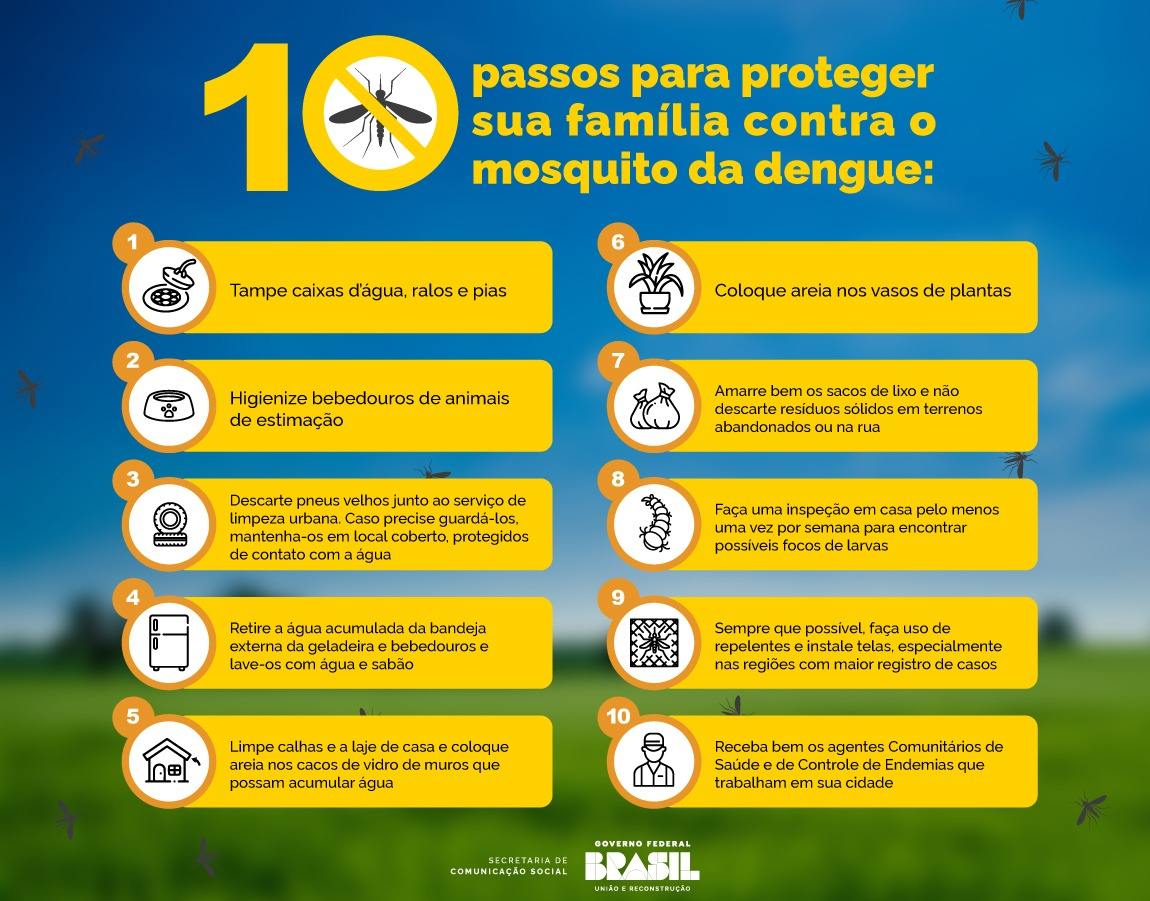 10
passos para proteger
sua família contra o
mosquito da dengue:
1
Tampe caixas d'água, ralos e pias
2
Higienize bebedouros de animais
de estimação
3
Descarte pneus velhos junto ao serviço de
limpeza urbana. Caso precise guardá-los,
mantenha-os em local coberto, protegidos
de contato com a água
4
Retire a água acumulada da bandeja
externa da geladeira e bebedouros e
lave-os com água e sabão
5
Limpe calhas e a laje de casa e coloque
areia nos cacos de vidro de muros que
possam acumular água
6
Coloque areia nos vasos de plantas
7
Amarre bem os sacos de lixo e não
descarte resíduos sólidos em terrenos
abandonados ou na rua
8
Faça uma inspeção em casa pelo menos
uma vez por semana para encontrar
possíveis focos de larvas
9
Sempre que possível, faça uso de
repelentes e instale telas, especialmente
nas regiões com maior registro de casos
10
Receba bem os agentes Comunitários de
Saúde e de Controle de Endemias que
trabalham em sua cidade
SECRETARIA DE
COMUNICAÇÃO SOCIAL
GOVERNO FEDERAL
BRASIL
UNIÃO E RECONSTRUÇÃO